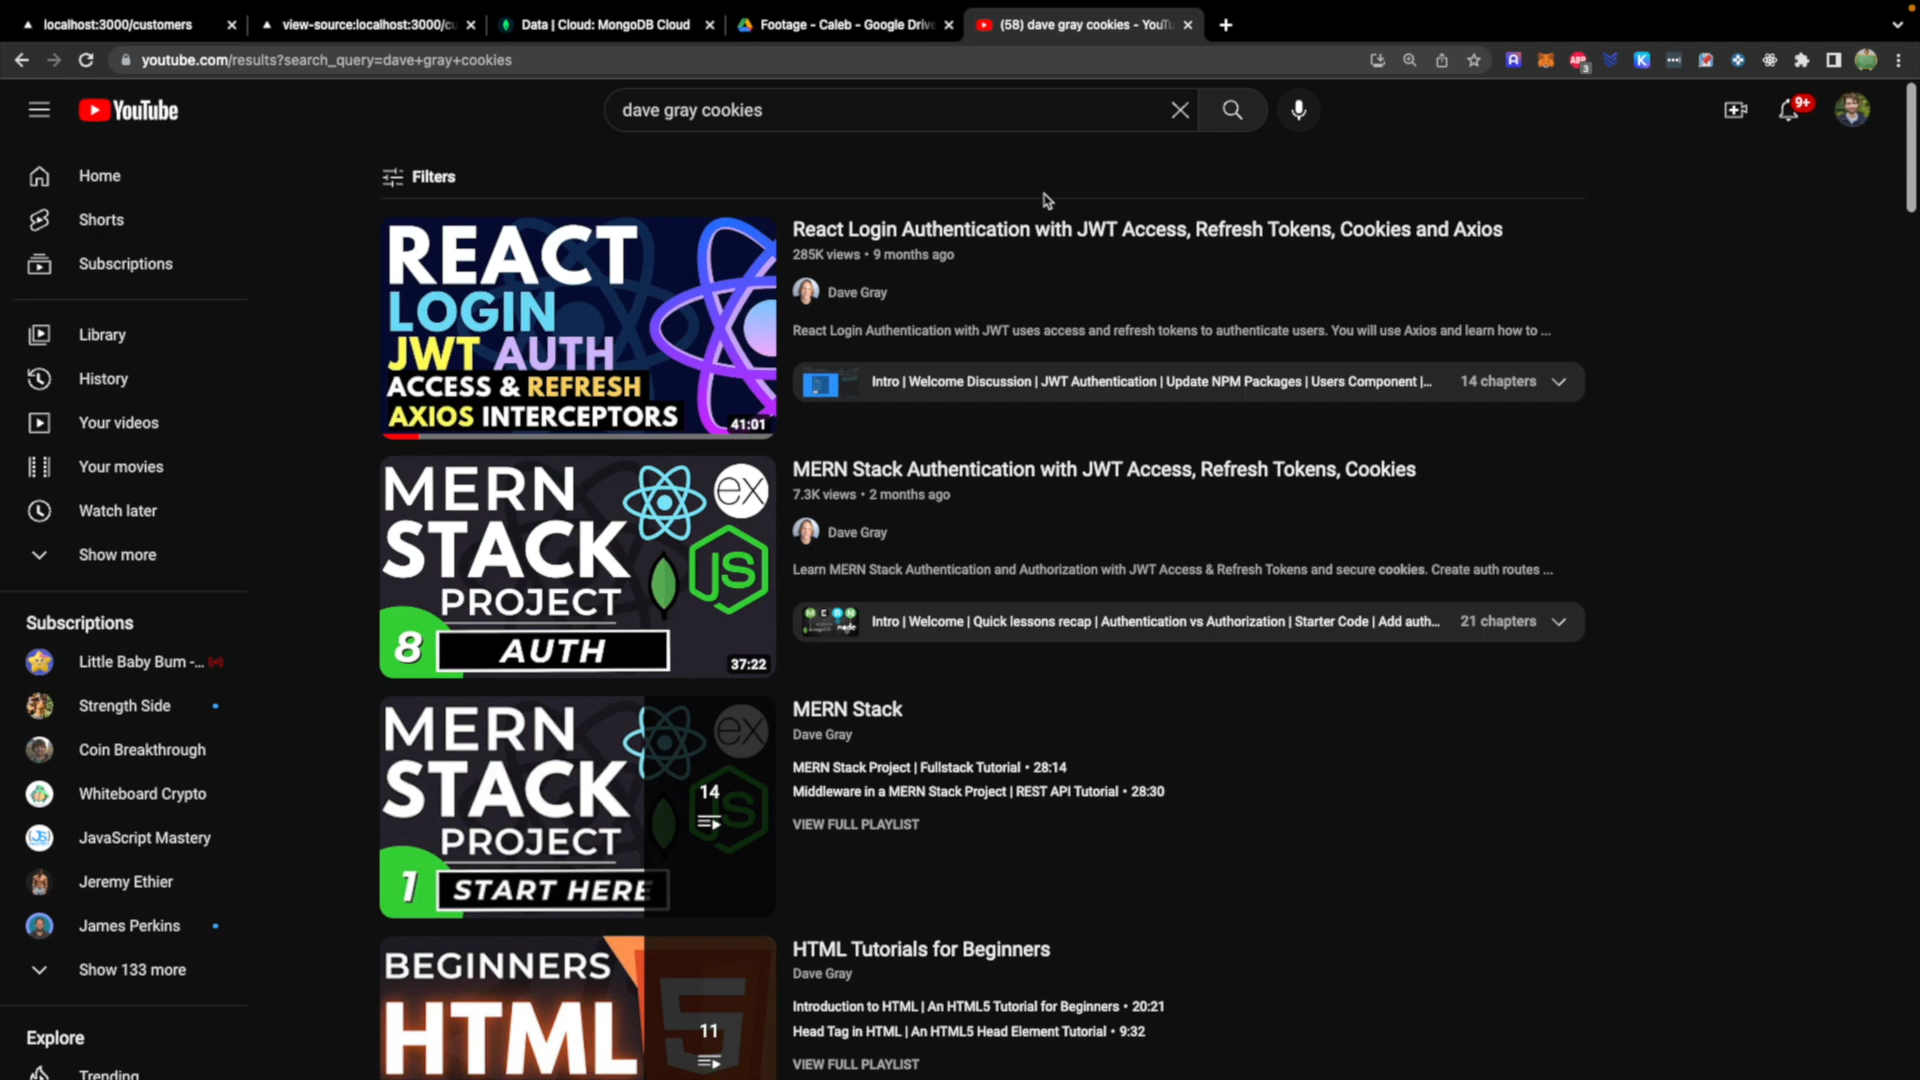 localhost:3000/customers
view-source:localhost:3000/cu
Data | Cloud: MongoDB Cloud
Footage - Caleb - Google Drive
(58) dave gray cookies - YouTu
youtube.com/results?search_query=dave+gray+cookies
YouTube
dave gray cookies
9+
Home
Shorts
Subscriptions
Library
History
Your videos
Your movies
Watch later
Show more
Subscriptions
Little Baby Bum -...
Strength Side
Coin Breakthrough
Whiteboard Crypto
JavaScript Mastery
Jeremy Ethier
James Perkins
Show 133 more
Explore
Trending
Filters
REACT
LOGIN
JWT AUTH
ACCESS & REFRESH
AXIOS INTERCEPTORS
41:01
React Login Authentication with JWT Access, Refresh Tokens, Cookies and Axios
285K views • 9 months ago
Dave Gray
React Login Authentication with JWT uses access and refresh tokens to authenticate users. You will use Axios and learn how to ...
Intro | Welcome Discussion | JWT Authentication | Update NPM Packages | Users Component |...
14 chapters
MERN
STACK
PROJECT
8
AUTH
ex
JS
37:22
MERN Stack Authentication with JWT Access, Refresh Tokens, Cookies
7.3K views • 2 months ago
Dave Gray
Learn MERN Stack Authentication and Authorization with JWT Access & Refresh Tokens and secure cookies. Create auth routes ...
Intro | Welcome | Quick lessons recap | Authentication vs Authorization | Starter Code | Add auth...
21 chapters
MERN
STACK
PROJECT
1
START HERE
ex
JS
14
MERN Stack
Dave Gray
MERN Stack Project | Fullstack Tutorial • 28:14
Middleware in a MERN Stack Project | REST API Tutorial • 28:30
VIEW FULL PLAYLIST
BEGINNERS
HTML
5
11
HTML Tutorials for Beginners
Dave Gray
Introduction to HTML | An HTML5 Tutorial for Beginners • 20:21
Head Tag in HTML | An HTML5 Head Element Tutorial • 9:32
VIEW FULL PLAYLIST